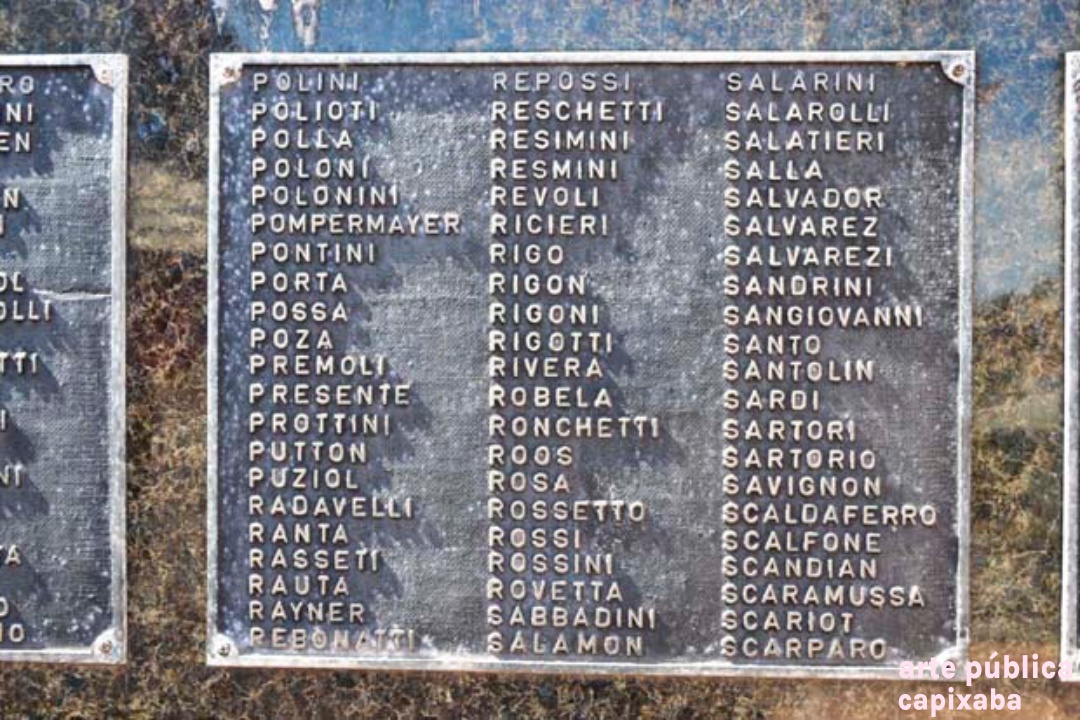 POLINI
POLIOTI
POLLA
POLONI
POLONINI
POMPERMAYER
PONTINI
PORTA
POSSA
POZA
PREMOLI
PRESENTE
PROTTINI
PUTTON
PUZIOL
RADAVELLI
RANTA
RASSETI
RAUTA
RAYNER
REBONATTI
REPOSSI
RESCHETTI
RESIMINI
RESMINI
REVOLI
RICIERI
RIGO
RIGON
RIGONI
RIGOTTI
RIVERA
ROBELA
RONCHETTI
ROOS
ROSA
ROSSETTO
ROSSI
ROSSINI
ROVETTA
SABBADINI
SALAMON
SALARINI
SALAROLLI
SALATIERI
SALLA
SALVADOR
SALVAREZ
SALVAREZI
SANDRINI
SANGIOVANNI
SANTO
SANTOLIN
SARDI
SARTORI
SARTORIO
SAVIGNON
SCALDAFERRO
SCALFONE
SCANDIAN
SCARAMUSSA
SCARIOT
SCARPARO
arte pública
capixaba